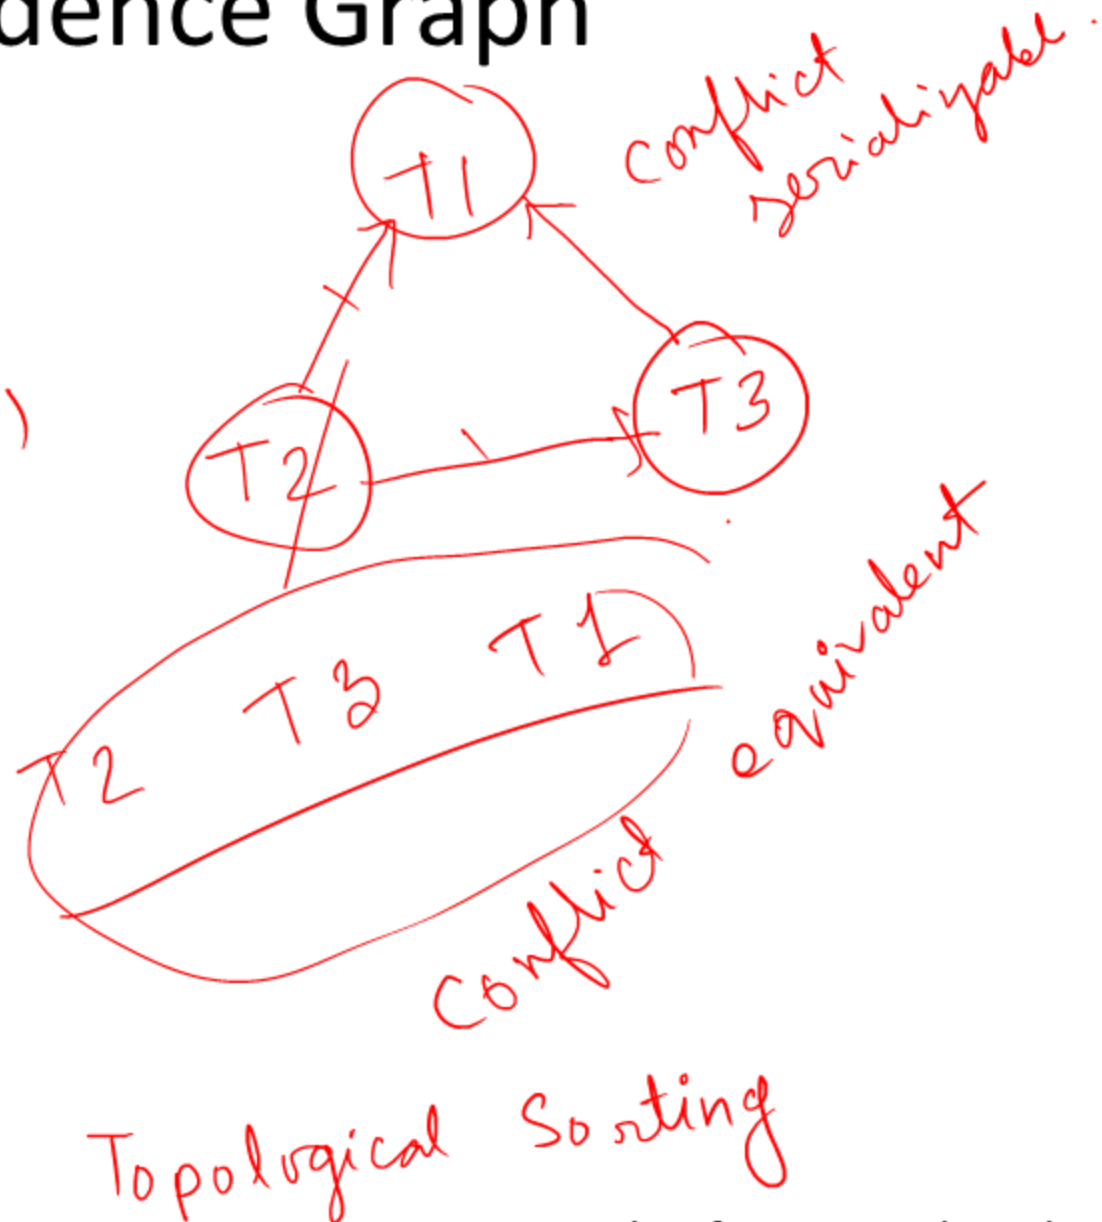 dence Graph
conflict
serializable.
T1
)
T3
T2
T2 T3 T1
Conflict equivalent
Topological Sorting